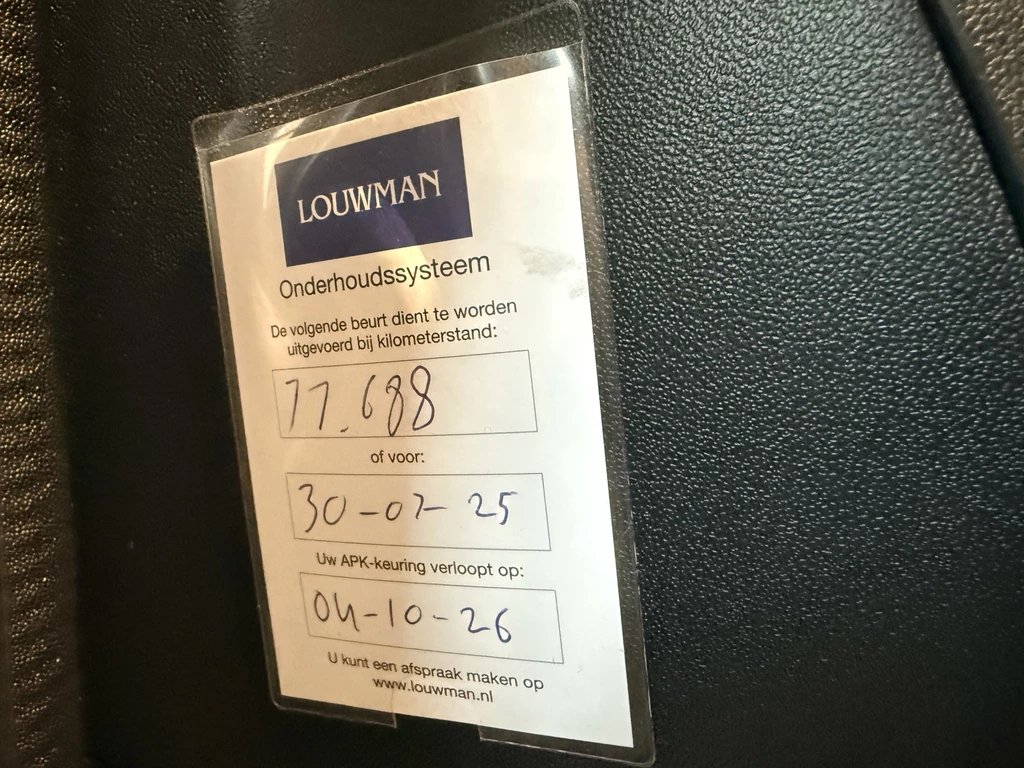 LOUWMAN
Onderhoudssysteem
De volgende beurt dient te worden
uitgevoerd bij kilometerstand:
77.688
of voor:
30-07-25
Uw APK-keuring verloopt op:
04-10-26
U kunt een afspraak maken op
www.louwman.nl